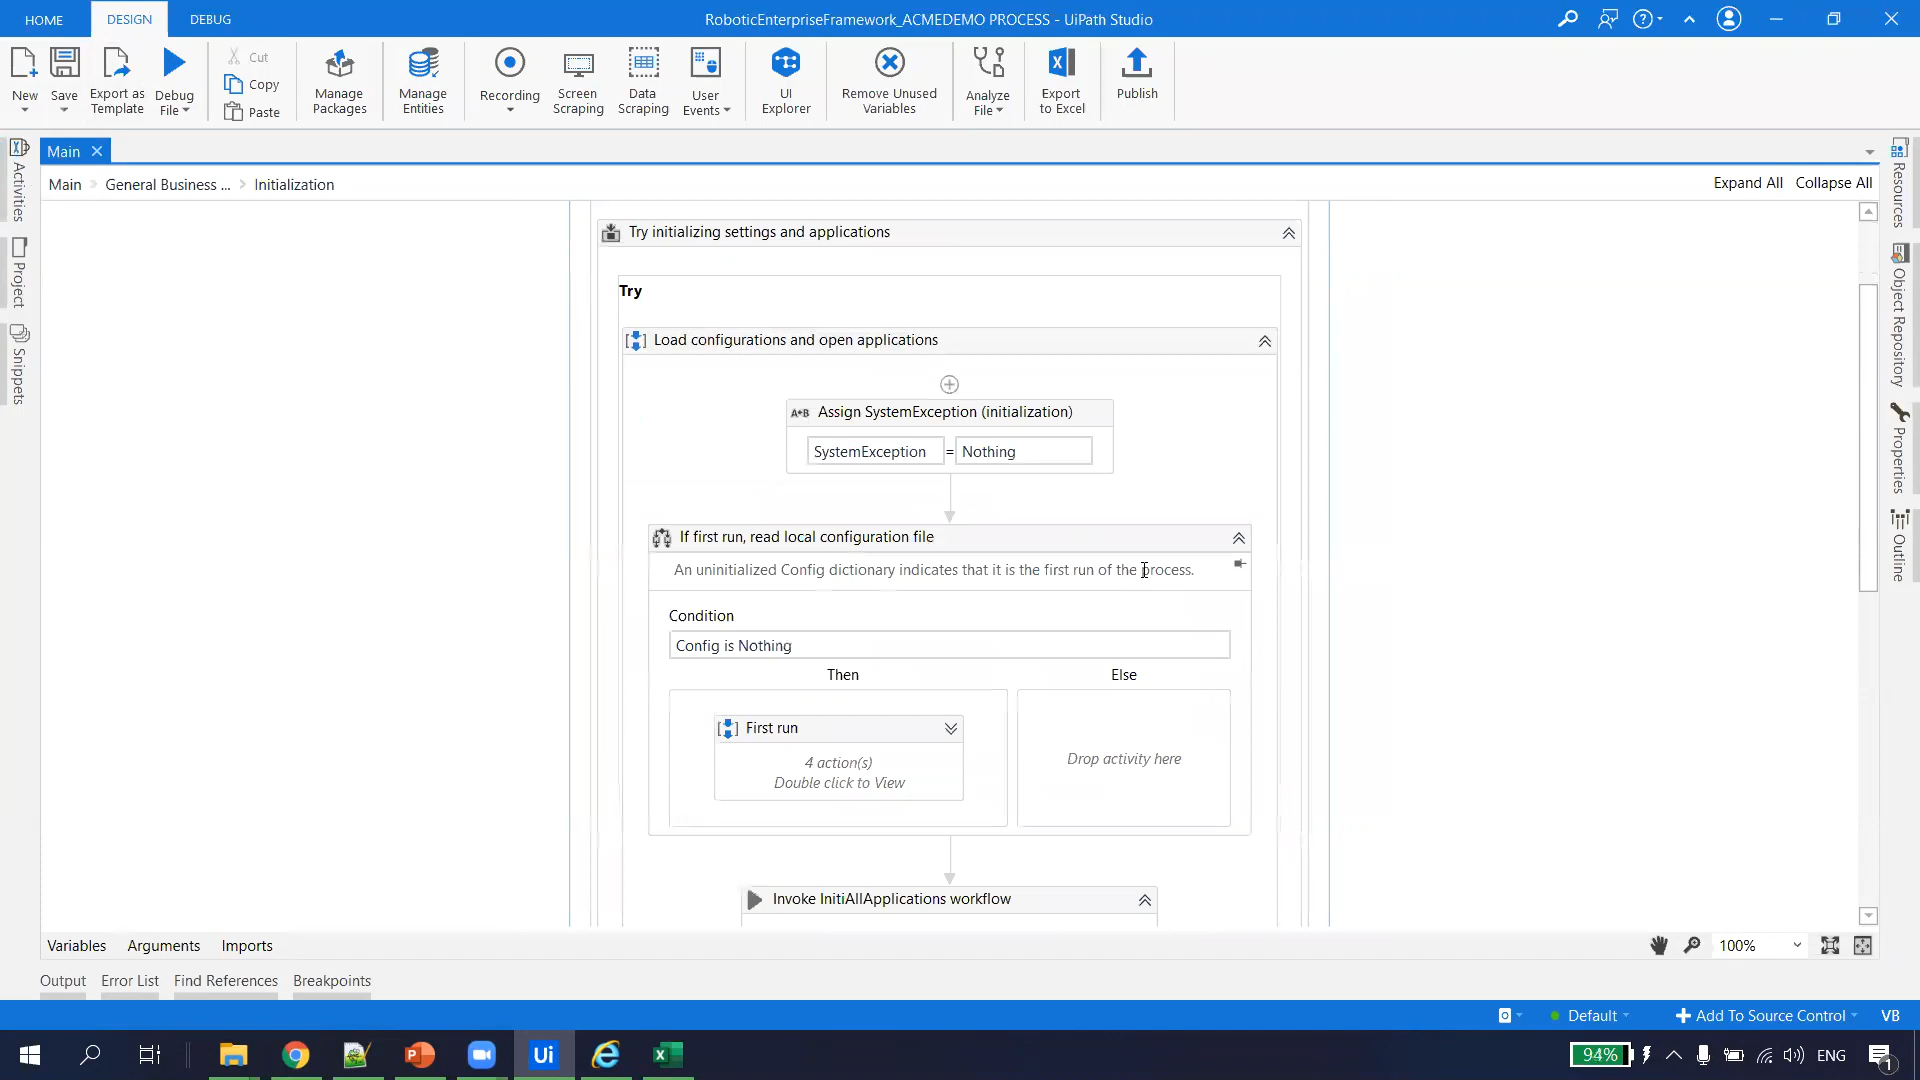 HOME
DESIGN
DEBUG
RoboticEnterpriseFramework_ACMEDEMO PROCESS - UiPath Studio
New
Save
Export as Template
Debug File
Cut
Copy
Paste
Manage Packages
Manage Entities
Recording
Screen Scraping
Data Scraping
User Events
UI Explorer
Remove Unused Variables
Analyze File
Export to Excel
Publish
Main
Main
General Business ...
Initialization
Expand All
Collapse All
Activities
Project
Snippets
Resources
Object Repository
Properties
Outline
Try initializing settings and applications
Try
Load configurations and open applications
A+B Assign SystemException (initialization)
SystemException = Nothing
If first run, read local configuration file
An uninitialized Config dictionary indicates that it is the first run of the process.
Condition
Config is Nothing
Then
Else
First run
4 action(s)
Double click to View
Drop activity here
Invoke InitiAllApplications workflow
Variables
Arguments
Imports
100%
Output
Error List
Find References
Breakpoints
Default
Add To Source Control
VB
Ui
94%
ENG
1